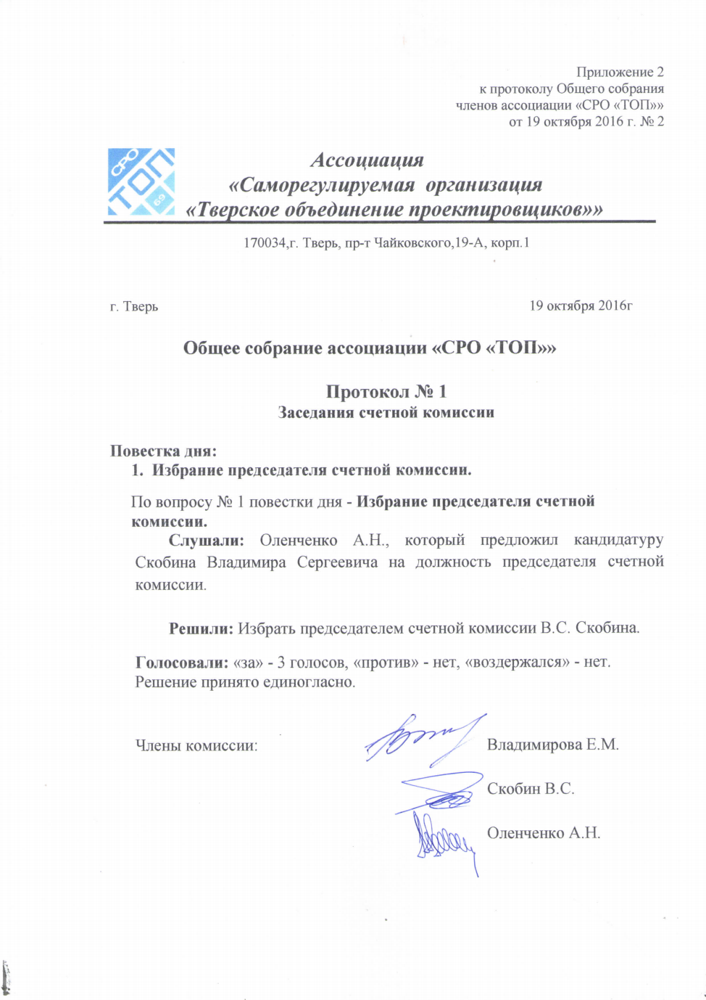 Приложение 2
к протоколу Общего собрания
членов ассоциации «СРО «ТОП»»
от 19 октября 2016 г. № 2
СРО
ТОП
69
Ассоциация
«Саморегулируемая организация
«Тверское объединение проектировщиков»»
170034,г. Тверь, пр-т Чайковского,19-А, корп.1
г. Тверь 19 октября 2016г
Общее собрание ассоциации «СРО «ТОП»»
Протокол № 1
Заседания счетной комиссии
Повестка дня:
1. Избрание председателя счетной комиссии.
По вопросу № 1 повестки дня - Избрание председателя счетной
комиссии.
Слушали: Оленченко А.Н., который предложил кандидатуру
Скобина Владимира Сергеевича на должность председателя счетной
комиссии.
Решили: Избрать председателем счетной комиссии В.С. Скобина.
Голосовали: «за» - 3 голосов, «против» - нет, «воздержался» - нет.
Решение принято единогласно.
Члены комиссии: Владимирова Е.М.
Скобин В.С.
Оленченко А.Н.